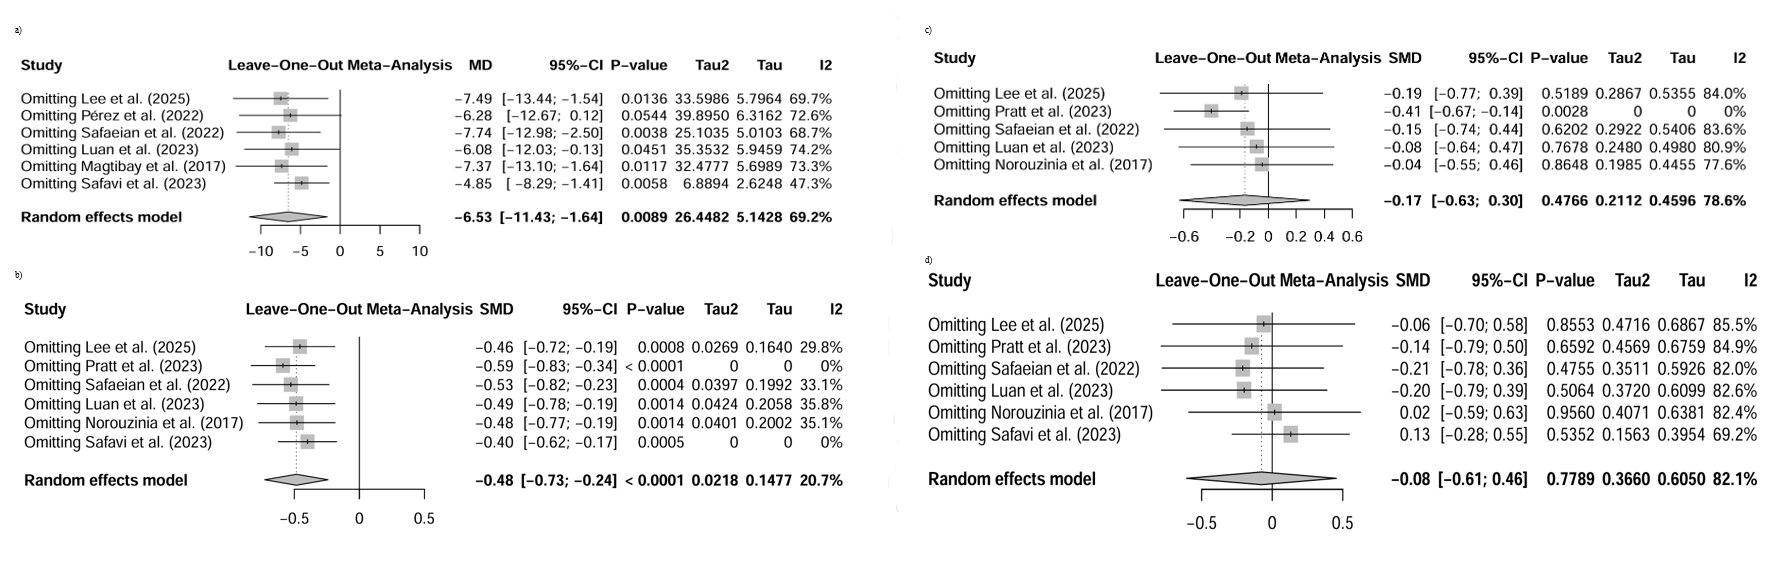 a)
Study Leave−One−Out Meta−Analysis MD 95%−CI P−value Tau2 Tau I2
Omitting Lee et al. (2025) −7.49 [−13.44; −1.54] 0.0136 33.5986 5.7964 69.7%
Omitting Pérez et al. (2022) −6.28 [−12.67; 0.12] 0.0544 39.8950 6.3162 72.6%
Omitting Safaeian et al. (2022) −7.74 [−12.98; −2.50] 0.0038 25.1035 5.0103 68.7%
Omitting Luan et al. (2023) −6.08 [−12.03; −0.13] 0.0451 35.3532 5.9459 74.2%
Omitting Magtibay et al. (2017) −7.37 [−13.10; −1.64] 0.0117 32.4777 5.6989 73.3%
Omitting Safavi et al. (2023) −4.85 [ −8.29; −1.41] 0.0058 6.8894 2.6248 47.3%
Random effects model −6.53 [−11.43; −1.64] 0.0089 26.4482 5.1428 69.2%
−10 −5 0 5 10
b)
Study Leave−One−Out Meta−Analysis SMD 95%−CI P−value Tau2 Tau I2
Omitting Lee et al. (2025) −0.46 [−0.72; −0.19] 0.0008 0.0269 0.1640 29.8%
Omitting Pratt et al. (2023) −0.59 [−0.83; −0.34] < 0.0001 0 0 0%
Omitting Safaeian et al. (2022) −0.53 [−0.82; −0.23] 0.0004 0.0397 0.1992 33.1%
Omitting Luan et al. (2023) −0.49 [−0.78; −0.19] 0.0014 0.0424 0.2058 35.8%
Omitting Norouzinia et al. (2017) −0.48 [−0.77; −0.19] 0.0014 0.0401 0.2002 35.1%
Omitting Safavi et al. (2023) −0.40 [−0.62; −0.17] 0.0005 0 0 0%
Random effects model −0.48 [−0.73; −0.24] < 0.0001 0.0218 0.1477 20.7%
−0.5 0 0.5
c)
Study Leave−One−Out Meta−Analysis SMD 95%−CI P−value Tau2 Tau I2
Omitting Lee et al. (2025) −0.19 [−0.77; 0.39] 0.5189 0.2867 0.5355 84.0%
Omitting Pratt et al. (2023) −0.41 [−0.67; −0.14] 0.0028 0 0 0%
Omitting Safaeian et al. (2022) −0.15 [−0.74; 0.44] 0.6202 0.2922 0.5406 83.6%
Omitting Luan et al. (2023) −0.08 [−0.64; 0.47] 0.7678 0.2480 0.4980 80.9%
Omitting Norouzinia et al. (2017) −0.04 [−0.55; 0.46] 0.8648 0.1985 0.4455 77.6%
Random effects model −0.17 [−0.63; 0.30] 0.4766 0.2112 0.4596 78.6%
−0.6 −0.2 0 0.2 0.4 0.6
d)
Study Leave−One−Out Meta−Analysis SMD 95%−CI P−value Tau2 Tau I2
Omitting Lee et al. (2025) −0.06 [−0.70; 0.58] 0.8553 0.4716 0.6867 85.5%
Omitting Pratt et al. (2023) −0.14 [−0.79; 0.50] 0.6592 0.4569 0.6759 84.9%
Omitting Safaeian et al. (2022) −0.21 [−0.78; 0.36] 0.4755 0.3511 0.5926 82.0%
Omitting Luan et al. (2023) −0.20 [−0.79; 0.39] 0.5064 0.3720 0.6099 82.6%
Omitting Norouzinia et al. (2017) 0.02 [−0.59; 0.63] 0.9560 0.4071 0.6381 82.4%
Omitting Safavi et al. (2023) 0.13 [−0.28; 0.55] 0.5352 0.1563 0.3954 69.2%
Random effects model −0.08 [−0.61; 0.46] 0.7789 0.3660 0.6050 82.1%
−0.5 0 0.5